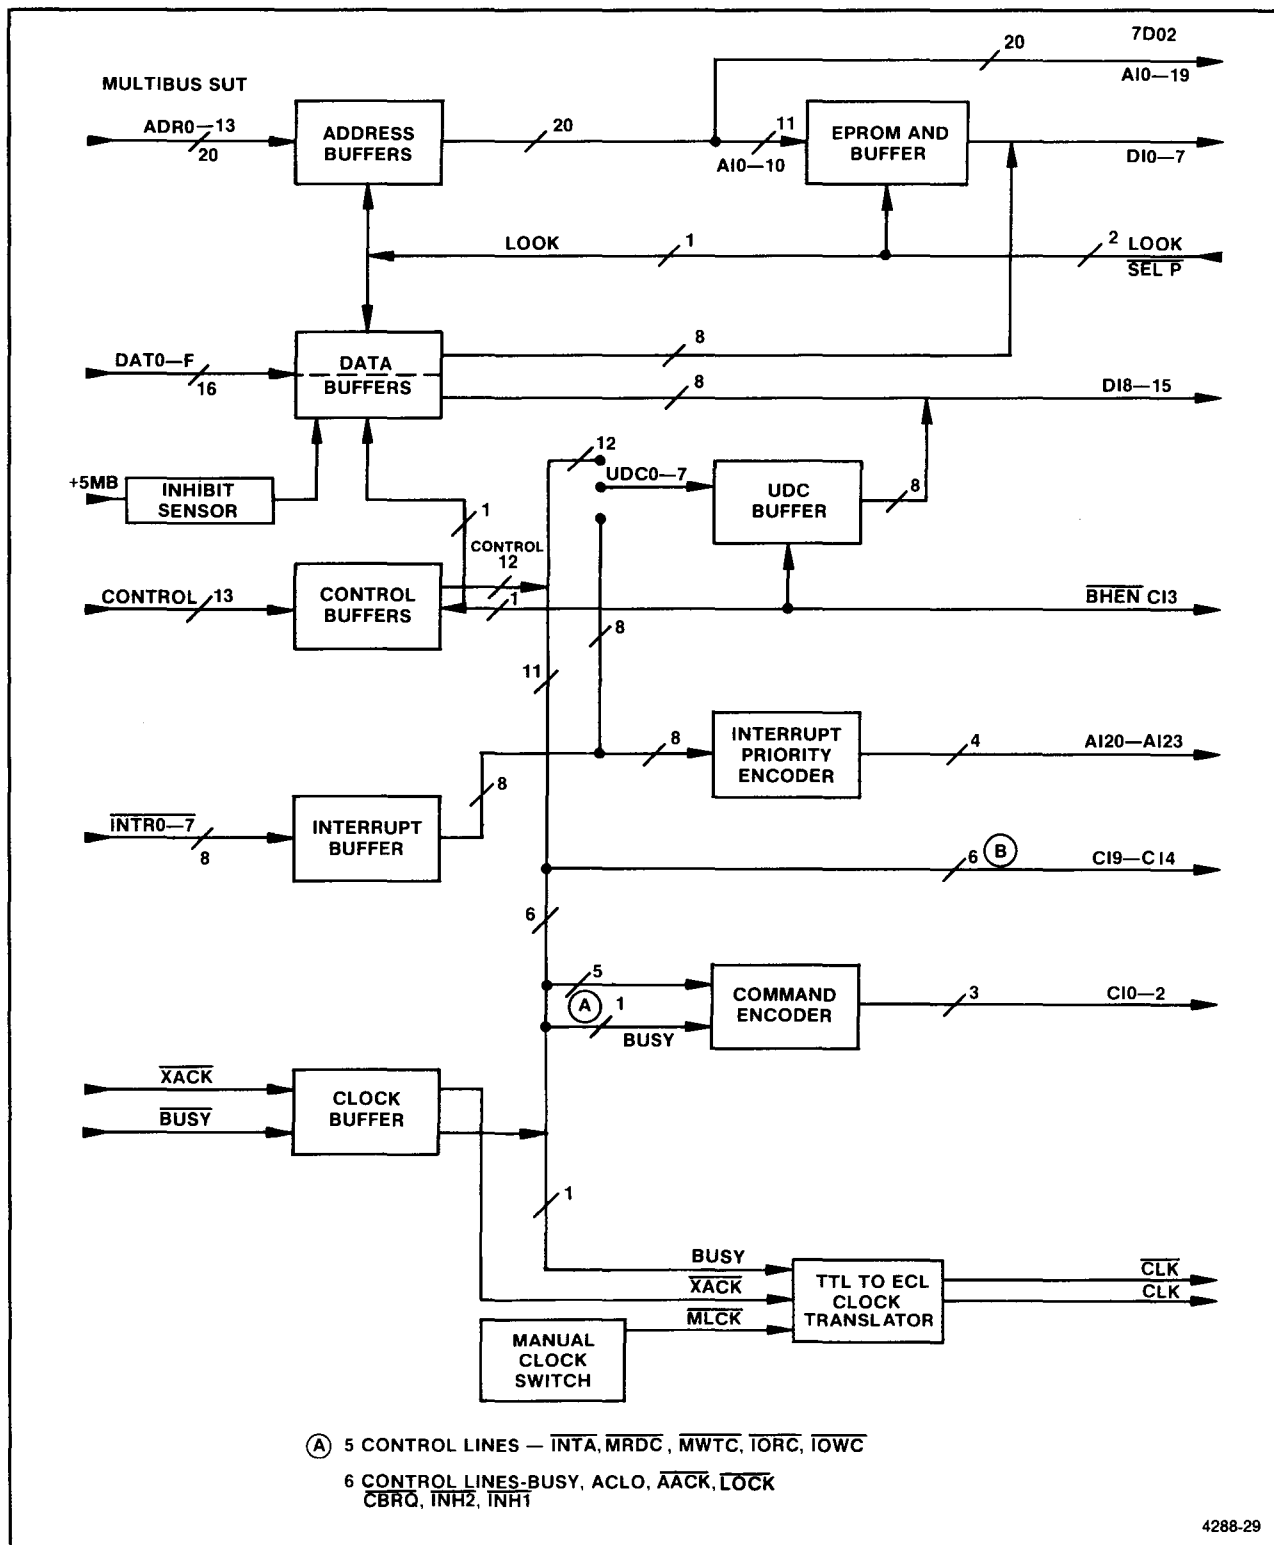 7D02
20
AI0—19
MULTIBUS SUT
ADR0—13
20
ADDRESS
BUFFERS
20
11
AI0—10
EPROM AND
BUFFER
DI0—7
LOOK
1
2
LOOK
SEL P
DAT0—F
16
DATA
BUFFERS
8
8
DI8—15
12
UDC0—7
UDC
BUFFER
8
+5MB
INHIBIT
SENSOR
1
CONTROL
12
CONTROL
13
CONTROL
BUFFERS
1
BHEN CI3
8
11
INTERRUPT
PRIORITY
ENCODER
8
4
AI20—AI23
8
INTR0—7
8
INTERRUPT
BUFFER
6
B
CI9—CI4
6
5
A
1
BUSY
COMMAND
ENCODER
3
CI0—2
XACK
BUSY
CLOCK
BUFFER
1
BUSY
XACK
MLCK
TTL TO ECL
CLOCK
TRANSLATOR
CLK
CLK
MANUAL
CLOCK
SWITCH
A 5 CONTROL LINES — INTA, MRDC, MWTC, IORC, IOWC
6 CONTROL LINES-BUSY, ACLO, AACK, LOCK
CBRQ, INH2, INH1
4288-29